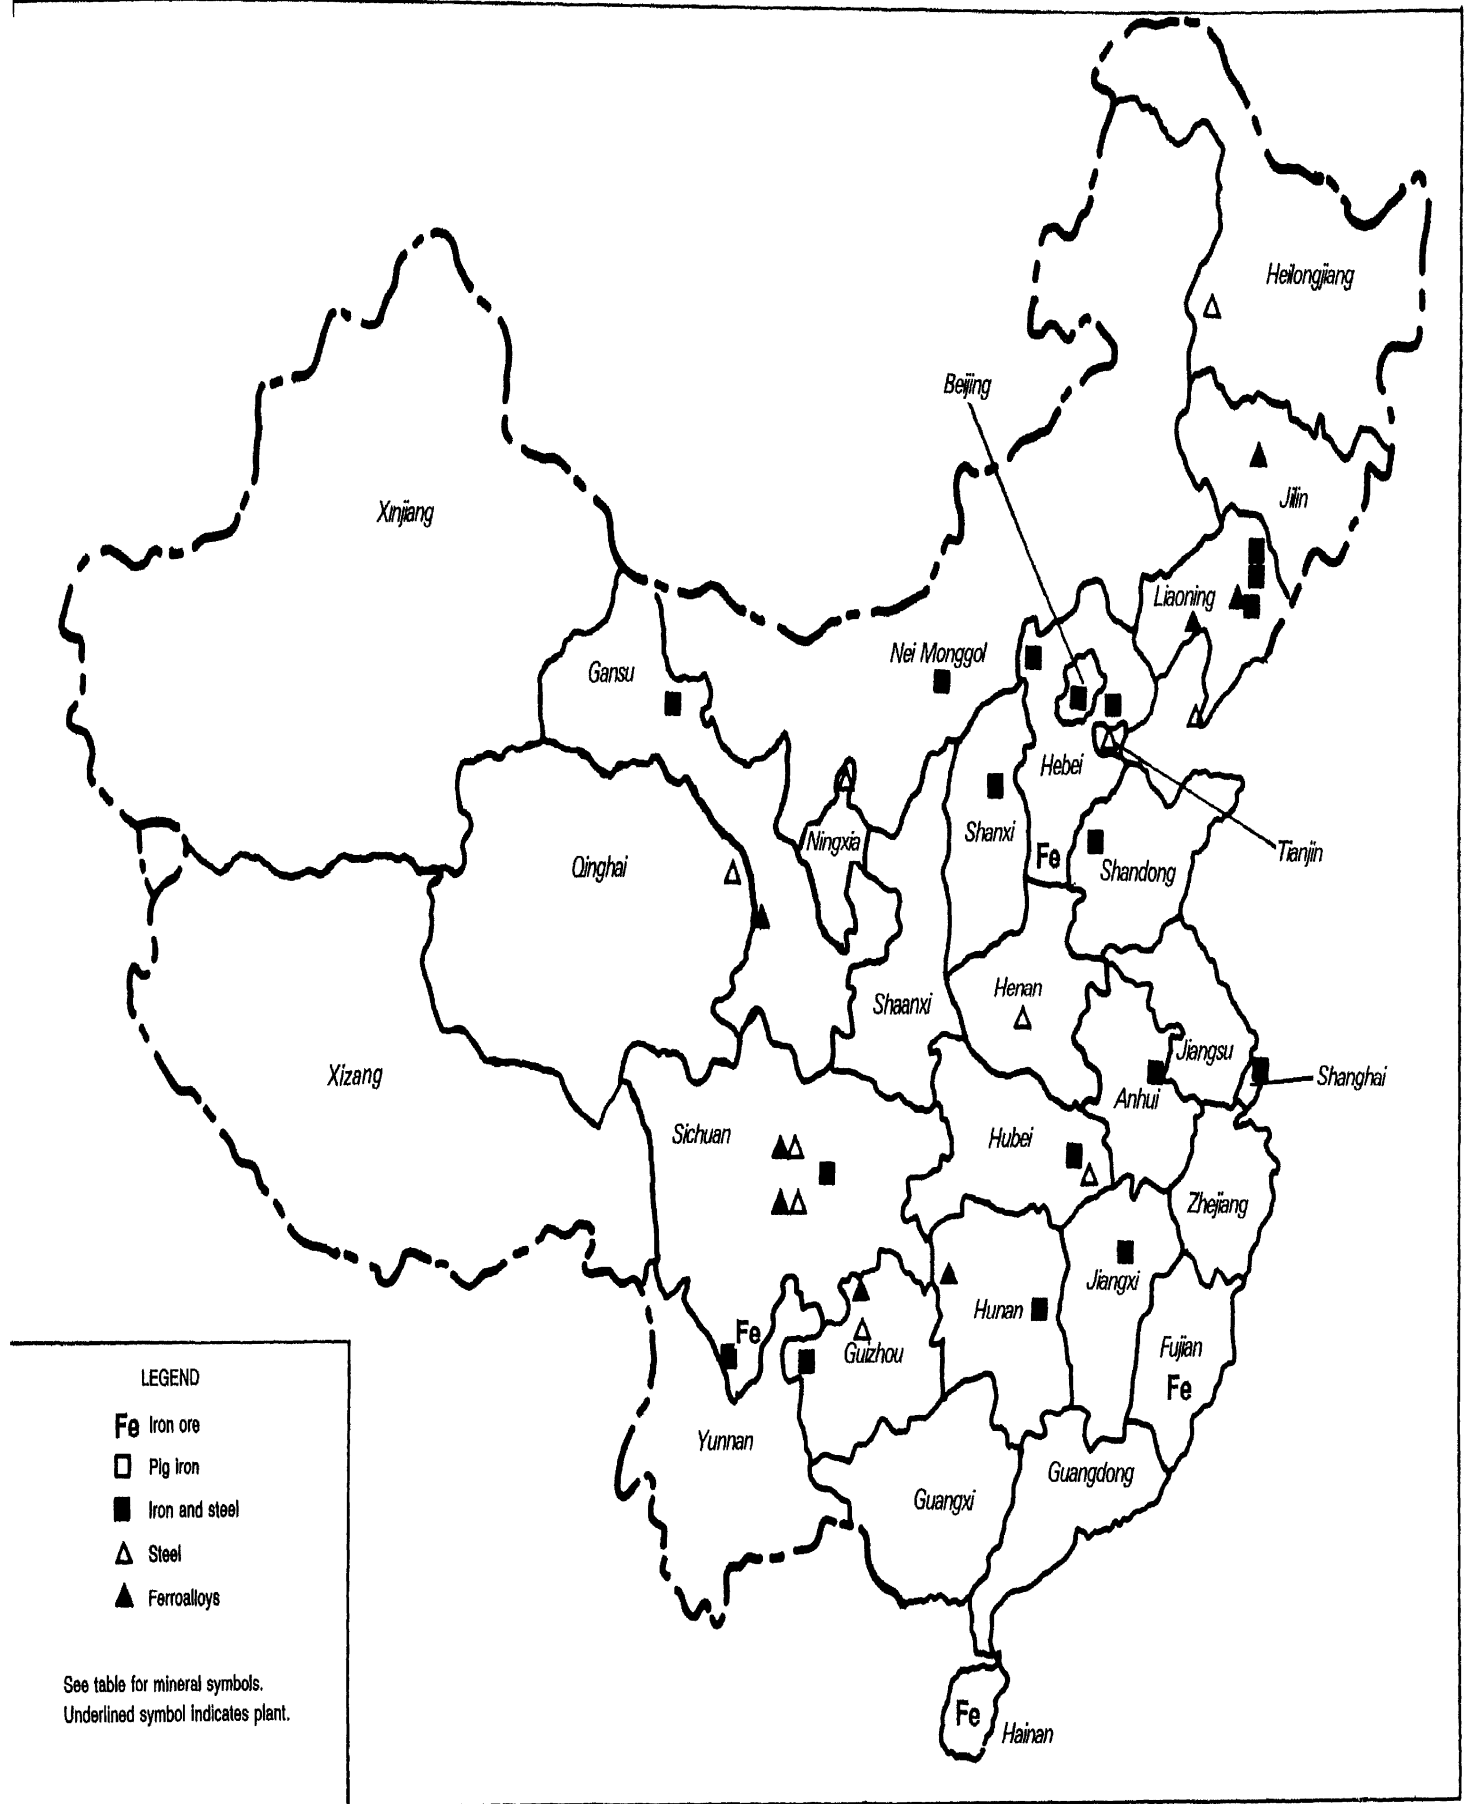 Heilongjiang
Beijing
Jilin
Xinjiang
Liaoning
Nei Monggol
Gansu
Hebei
Shanxi
Ningxia
Fe
Tianjin
Shandong
Qinghai
Henan
Shaanxi
Jiangsu
Shanghai
Xizang
Anhui
Sichuan
Hubei
Zhejiang
Jiangxi
Hunan
Fe
Guizhou
Fujian
Fe
Yunnan
Guangdong
Guangxi
Fe
Hainan
LEGEND
Fe Iron ore
Pig iron
Iron and steel
Steel
Ferroalloys
See table for mineral symbols.
Underlined symbol indicates plant.